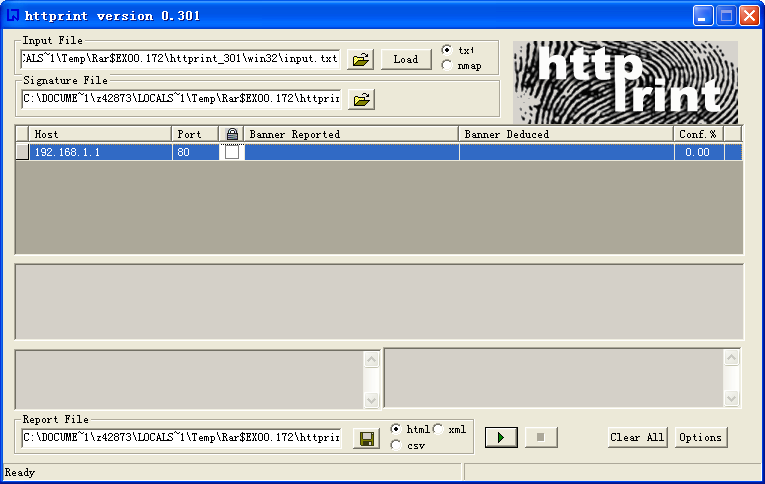 httprint version 0.301
Input File
ALS~1\Temp\Rar$EX00.172\httprint_301\win32\input.txt
Load
txt
nmap
http
print
Signature File
C:\DOCUME~1\z42873\LOCALS~1\Temp\Rar$EX00.172\httprin
Host Port Banner Reported Banner Deduced Conf.%
192.168.1.1 80 0.00
Report File
C:\DOCUME~1\z42873\LOCALS~1\Temp\Rar$EX00.172\httprin
html xml
csv
Clear All Options
Ready